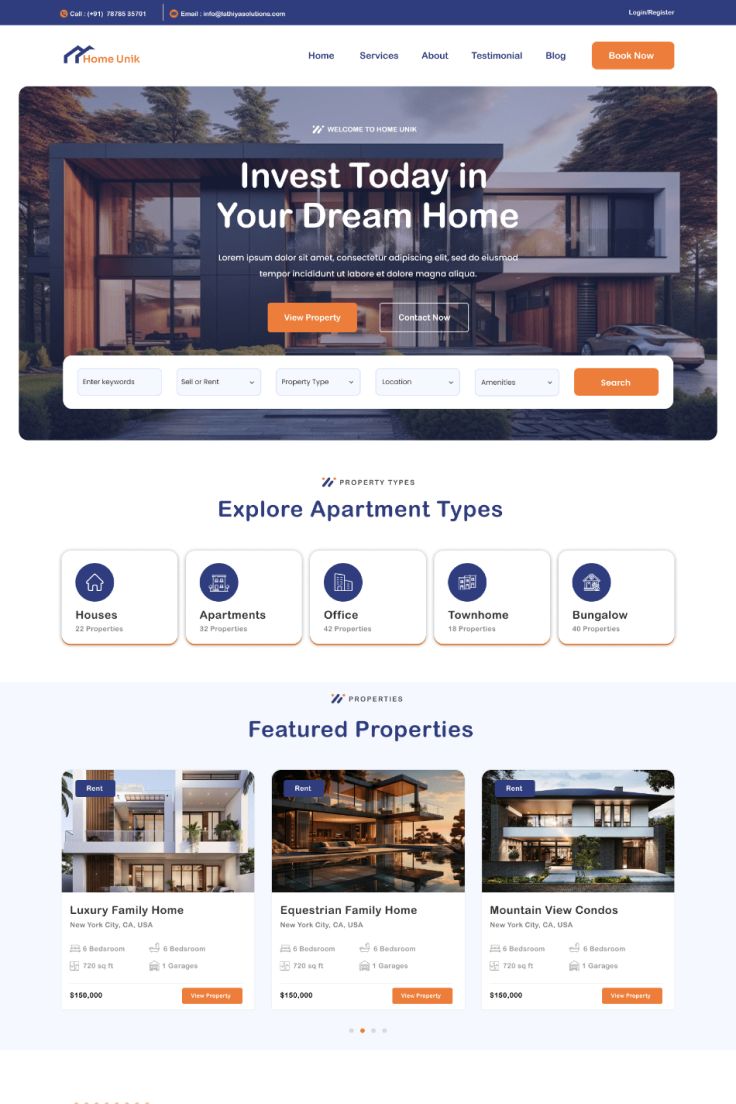 Call : (+91) 78785 35701
Email : info@lathiyasolutions.com
Login/Register
Home Unik
Home
Services
About
Testimonial
Blog
Book Now
WELCOME TO HOME UNIK
Invest Today in
Your Dream Home
Lorem ipsum dolor sit amet, consectetur adipiscing elit, sed do eiusmod
tempor incididunt ut labore et dolore magna aliqua.
View Property
Contact Now
Enter keywords
Sell or Rent
Property Type
Location
Amenities
Search
PROPERTY TYPES
Explore Apartment Types
Houses
22 Properties
Apartments
32 Properties
Office
42 Properties
Townhome
18 Properties
Bungalow
40 Properties
PROPERTIES
Featured Properties
Rent
Luxury Family Home
New York City, CA, USA
6 Bedsroom
6 Bedsroom
720 sq ft
1 Garages
$150,000
View Property
Rent
Equestrian Family Home
New York City, CA, USA
6 Bedsroom
6 Bedsroom
720 sq ft
1 Garages
$150,000
View Property
Rent
Mountain View Condos
New York City, CA, USA
6 Bedsroom
6 Bedsroom
720 sq ft
1 Garages
$150,000
View Property